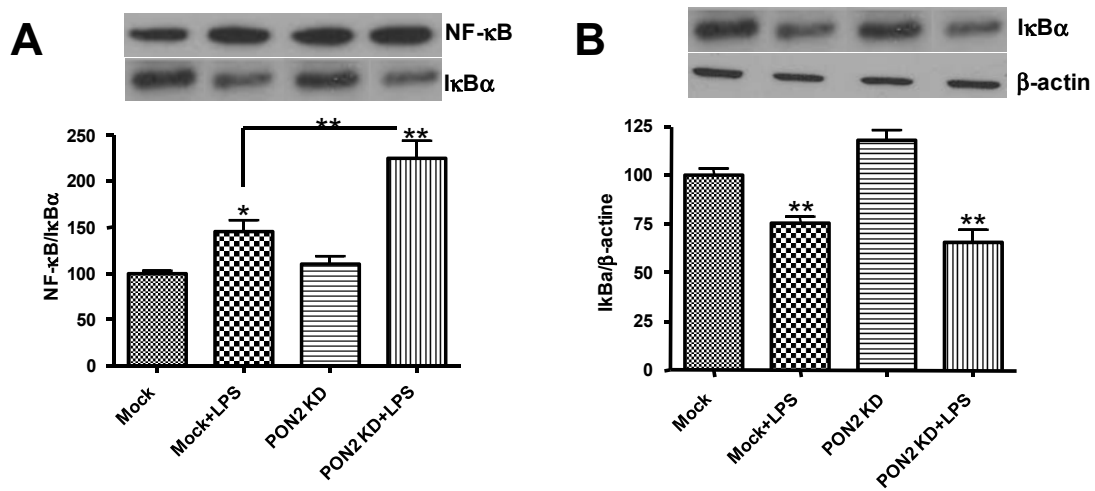 A
NF-κB
IκBα
**
**
*
250
200
150
100
50
0
NF-κB/IκBα
Mock
Mock+LPS
PON2 KD
PON2 KD+LPS
B
IκBα
β-actin
125
100
75
50
25
0
IkBa/β-actine
**
**
Mock
Mock+LPS
PON2 KD
PON2 KD+LPS